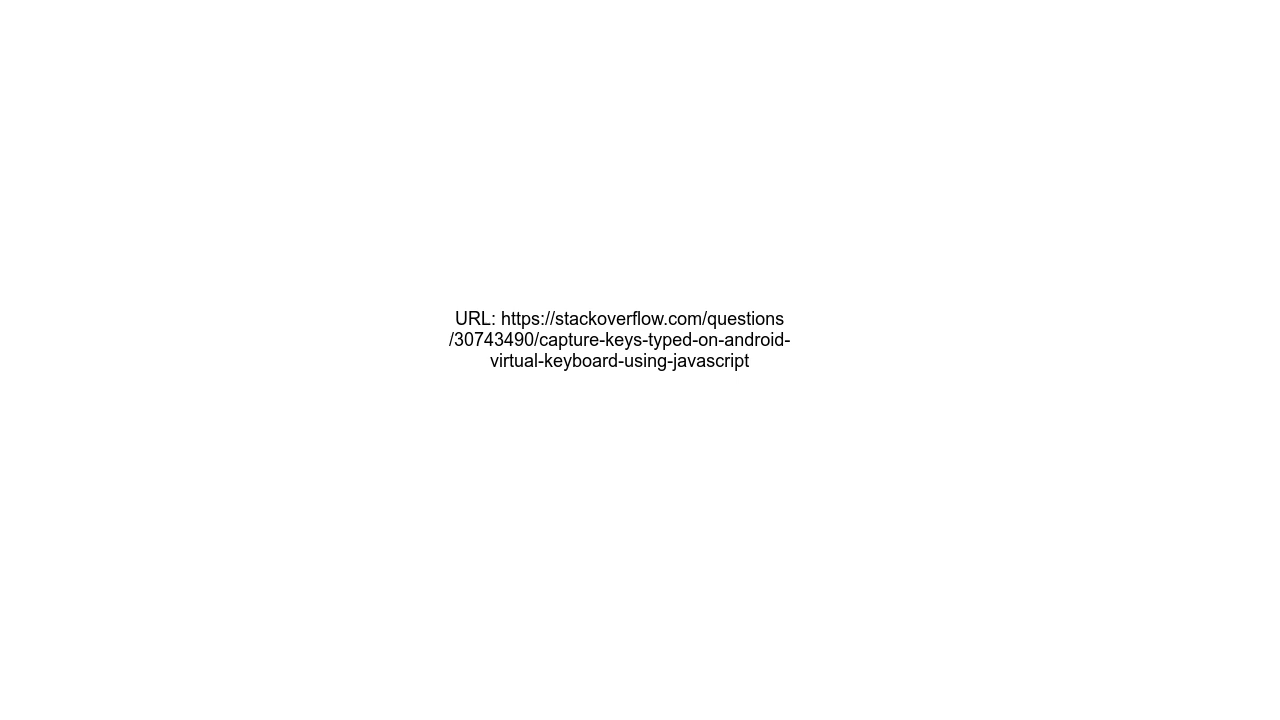 URL: https://stackoverflow.com/questions
/30743490/capture-keys-typed-on-android-
virtual-keyboard-using-javascript